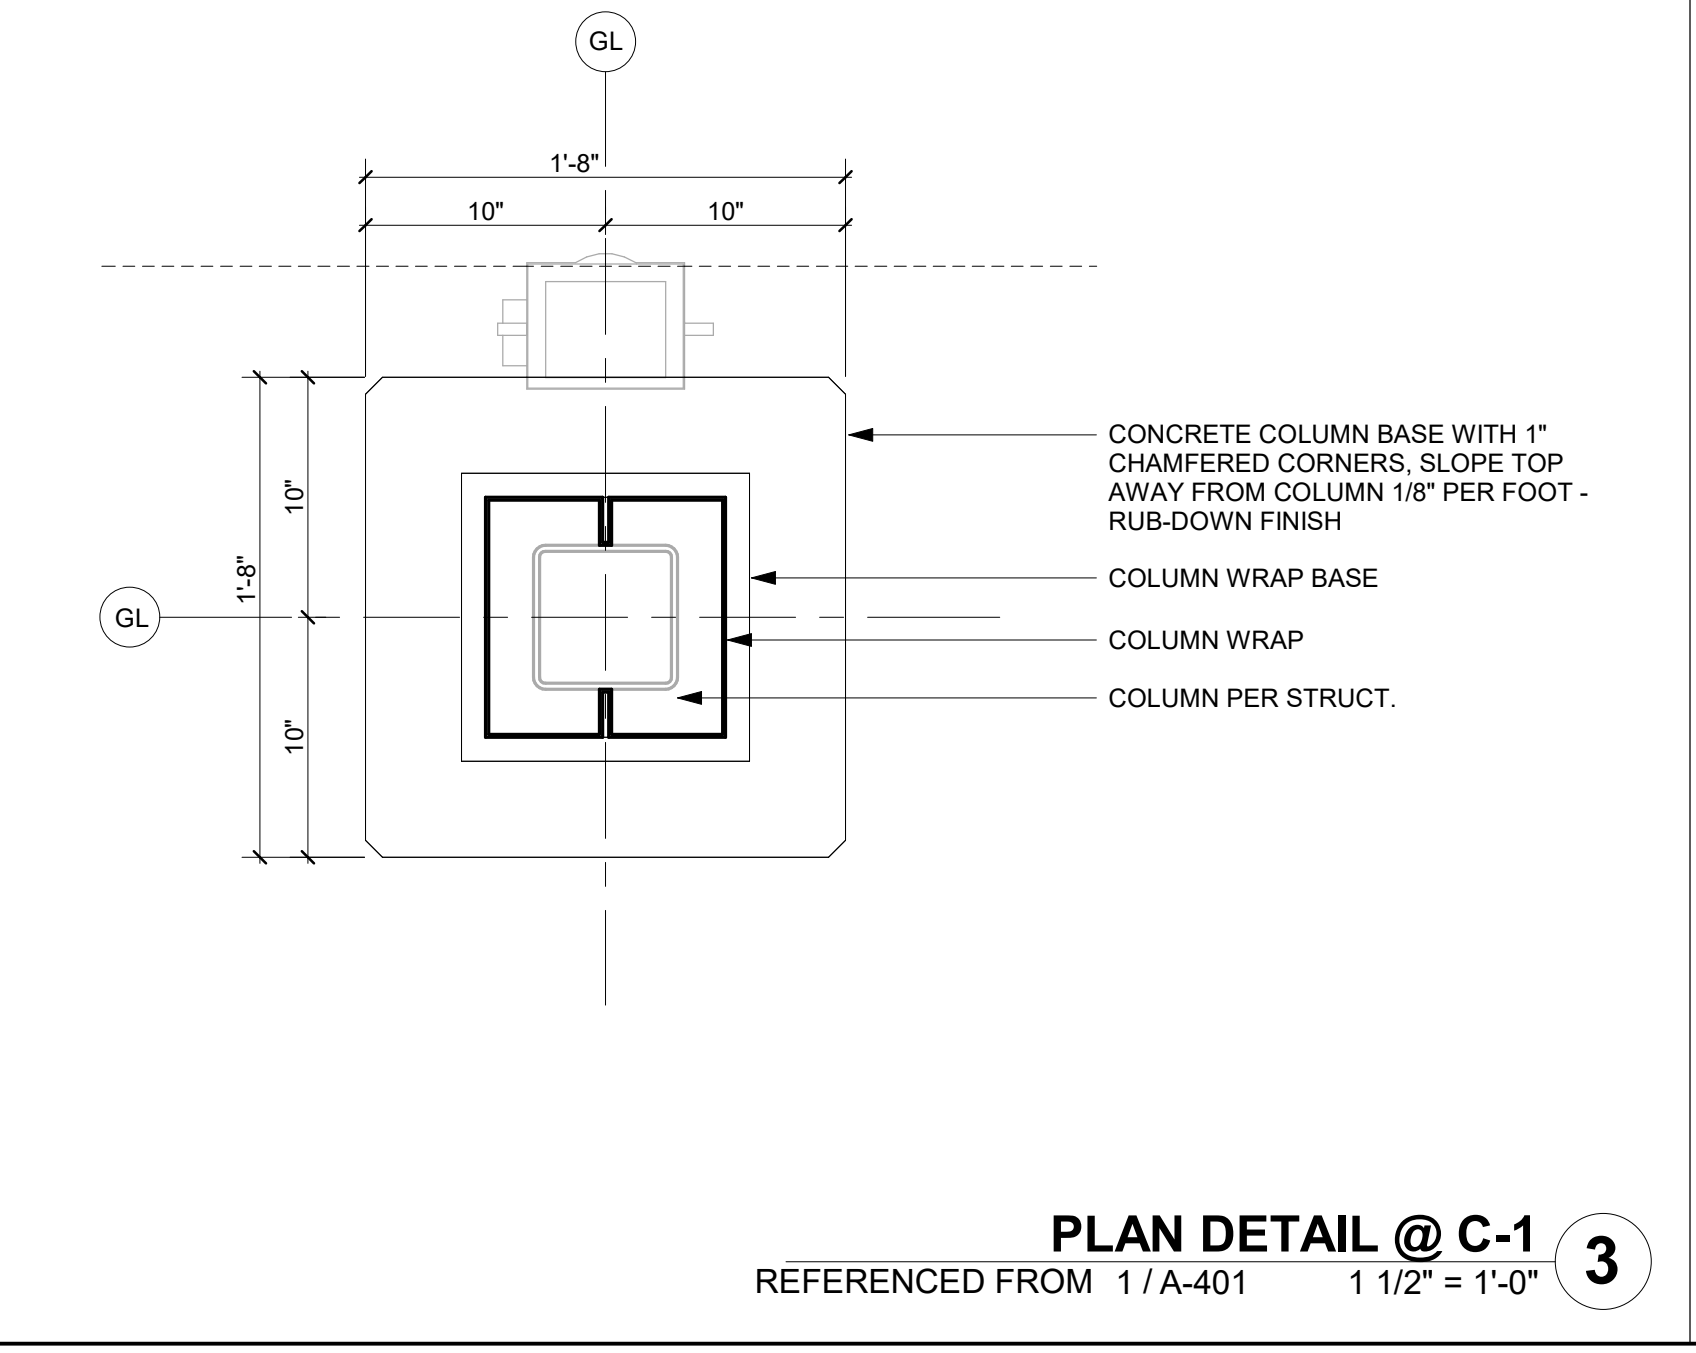 GL
1'-8"
10" 10"
CONCRETE COLUMN BASE WITH 1"
CHAMFERED CORNERS, SLOPE TOP
AWAY FROM COLUMN 1/8" PER FOOT -
RUB-DOWN FINISH
10"
1'-8"
COLUMN WRAP BASE
GL
COLUMN WRAP
COLUMN PER STRUCT.
10"
PLAN DETAIL @ C-1
3
REFERENCED FROM 1 / A-401 1 1/2" = 1'-0"